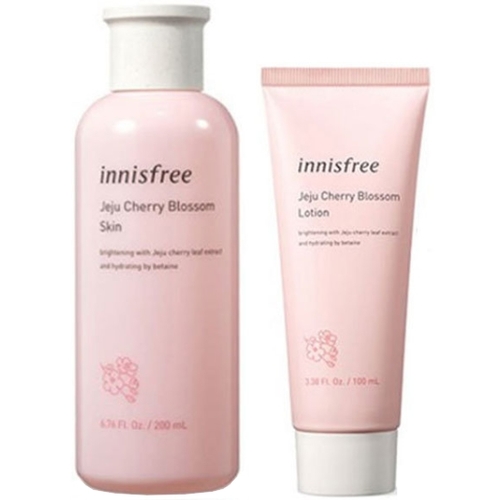 innisfree
Jeju Cherry Blossom
Skin
brightening with Jeju cherry leaf extract
and hydrating by betaine
6.76 Fl. Oz. / 200 mL
innisfree
Jeju Cherry Blossom
Lotion
brightening with Jeju cherry leaf extract
and hydrating by betaine
3.38 Fl. Oz. / 100 mL